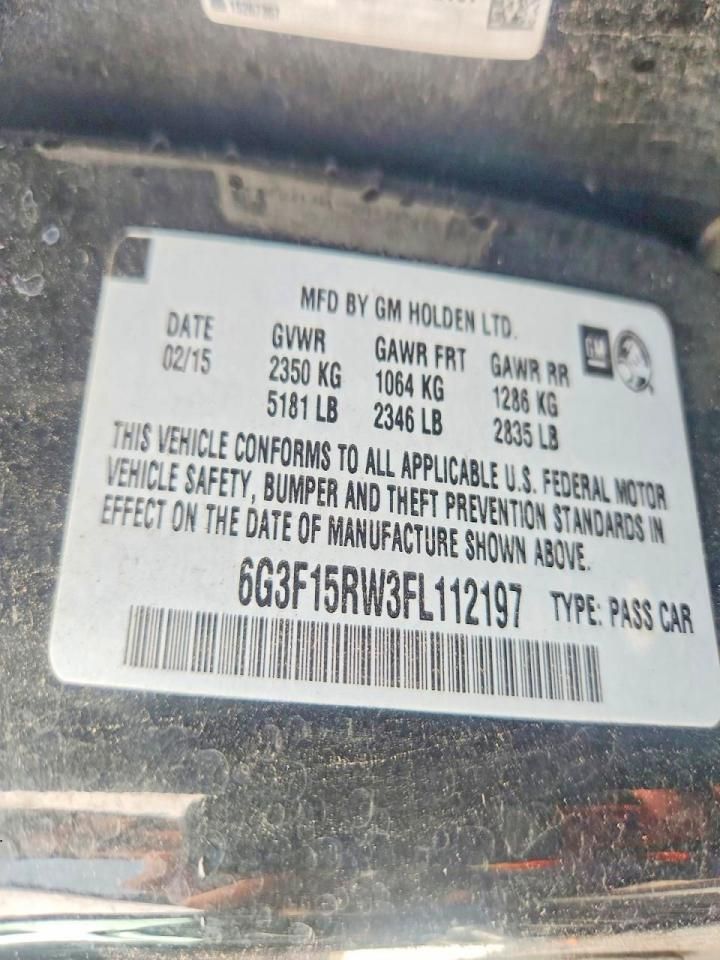 MFD BY GM HOLDEN LTD.
DATE GVWR GAWR FRT GAWR RR GM
02/15 2350 KG 1064 KG 1286 KG
5181 LB 2346 LB 2835 LB
THIS VEHICLE CONFORMS TO ALL APPLICABLE U.S. FEDERAL MOTOR
VEHICLE SAFETY, BUMPER AND THEFT PREVENTION STANDARDS IN
EFFECT ON THE DATE OF MANUFACTURE SHOWN ABOVE.
6G3F15RW3FL112197 TYPE: PASS CAR